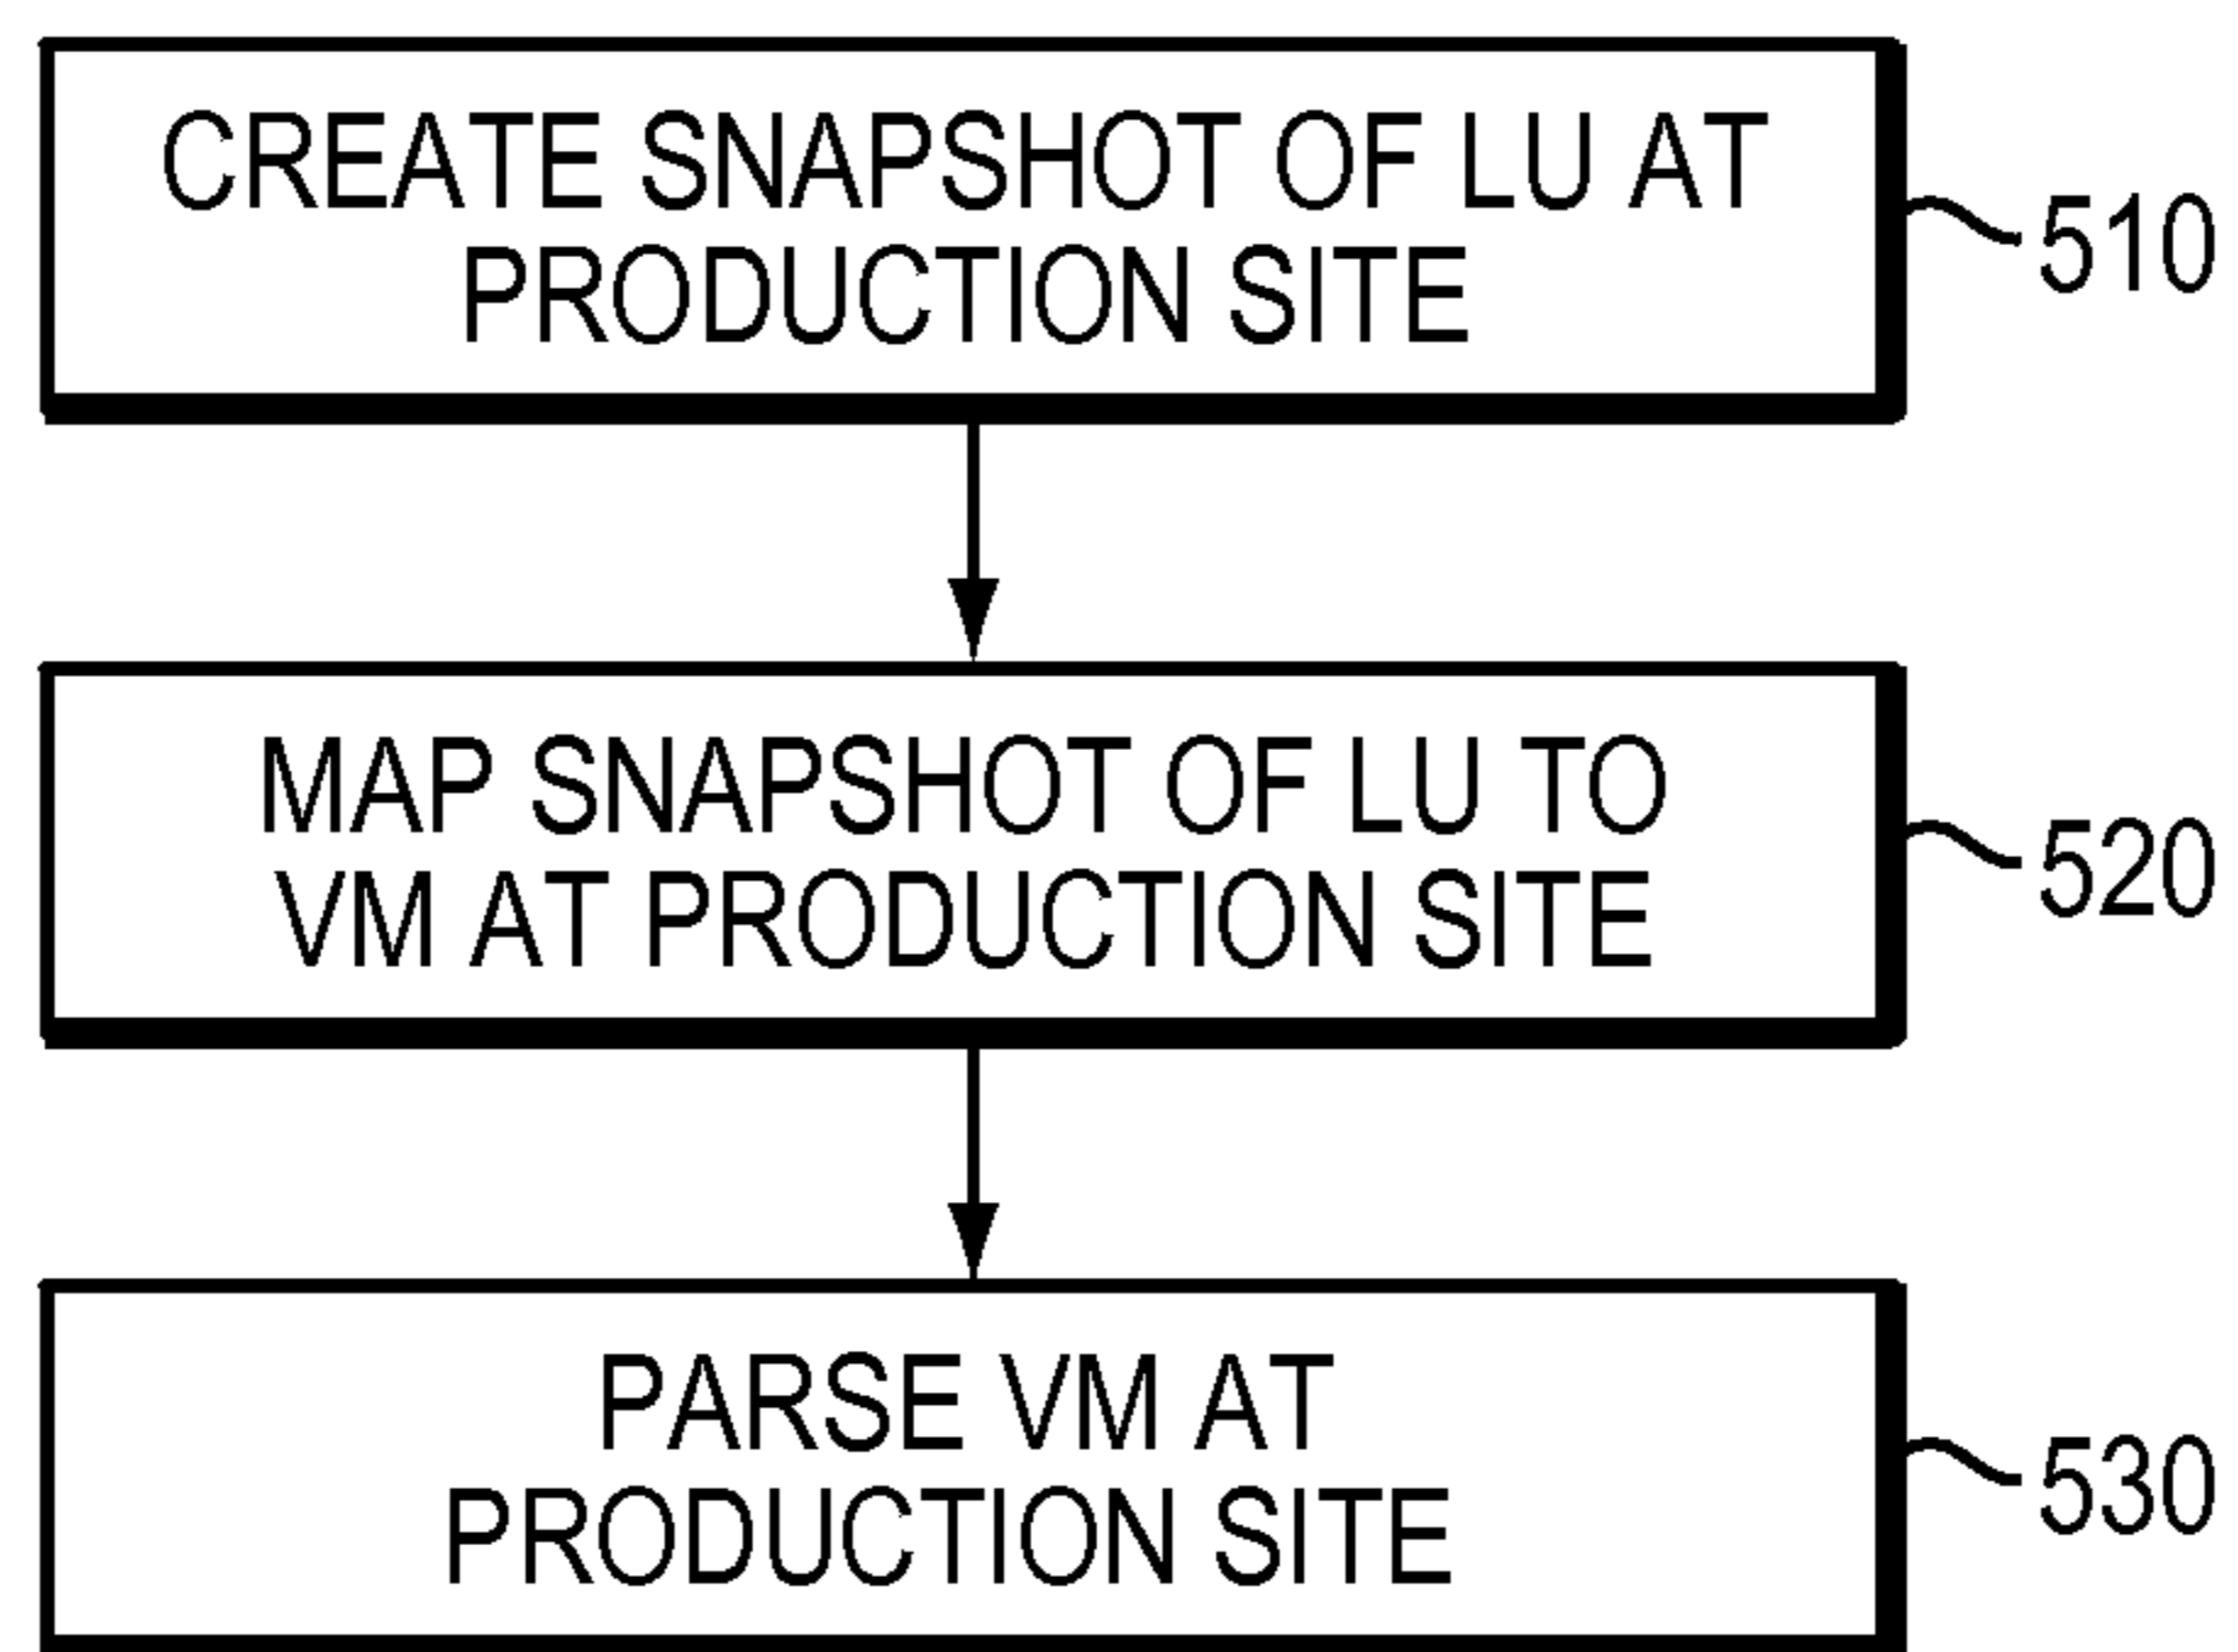 CREATE SNAPSHOT OF LU AT
PRODUCTION SITE
510
MAP SNAPSHOT OF LU TO
VM AT PRODUCTION SITE
520
PARSE VM AT
PRODUCTION SITE
530